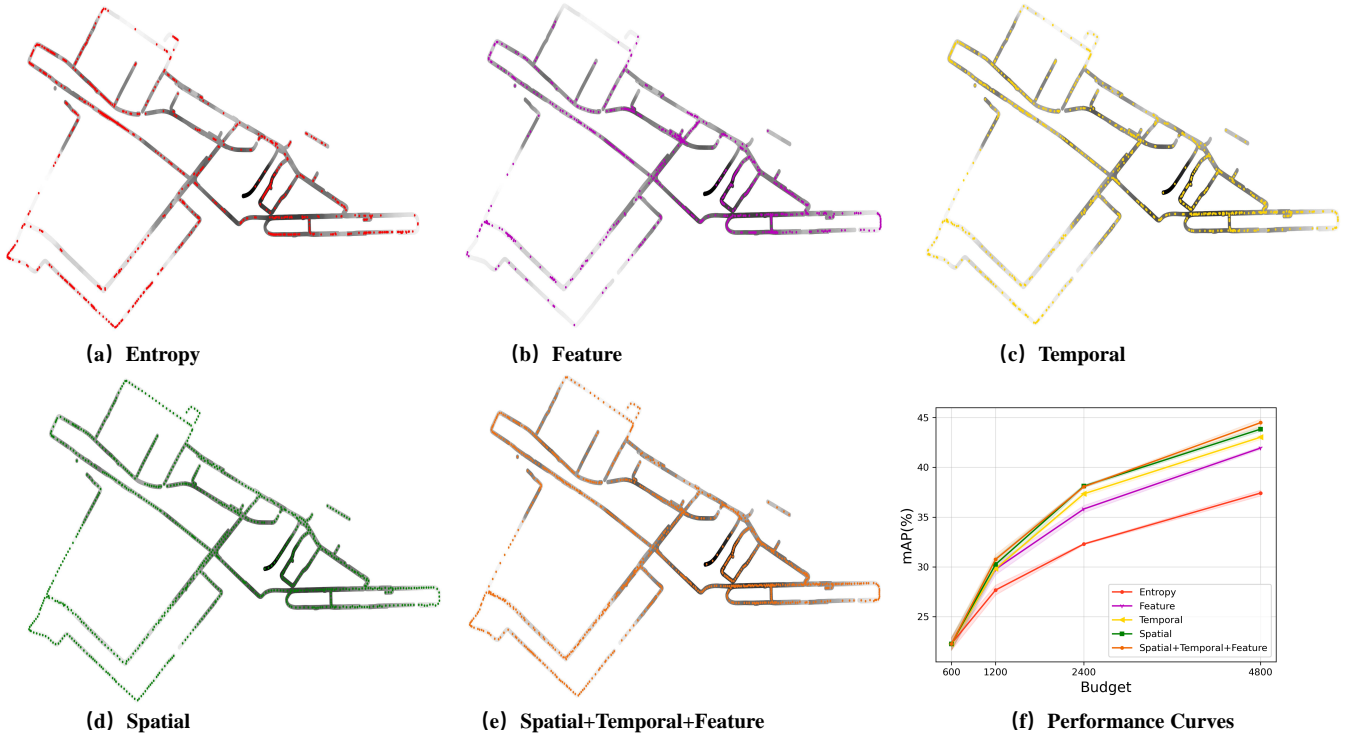 (a) Entropy
(b) Feature
(c) Temporal
45
40
35
30
25
mAP(%)
Entropy
Feature
Temporal
Spatial
Spatial+Temporal+Feature
600
1200
2400
4800
Budget
(d) Spatial
(e) Spatial+Temporal+Feature
(f) Performance Curves